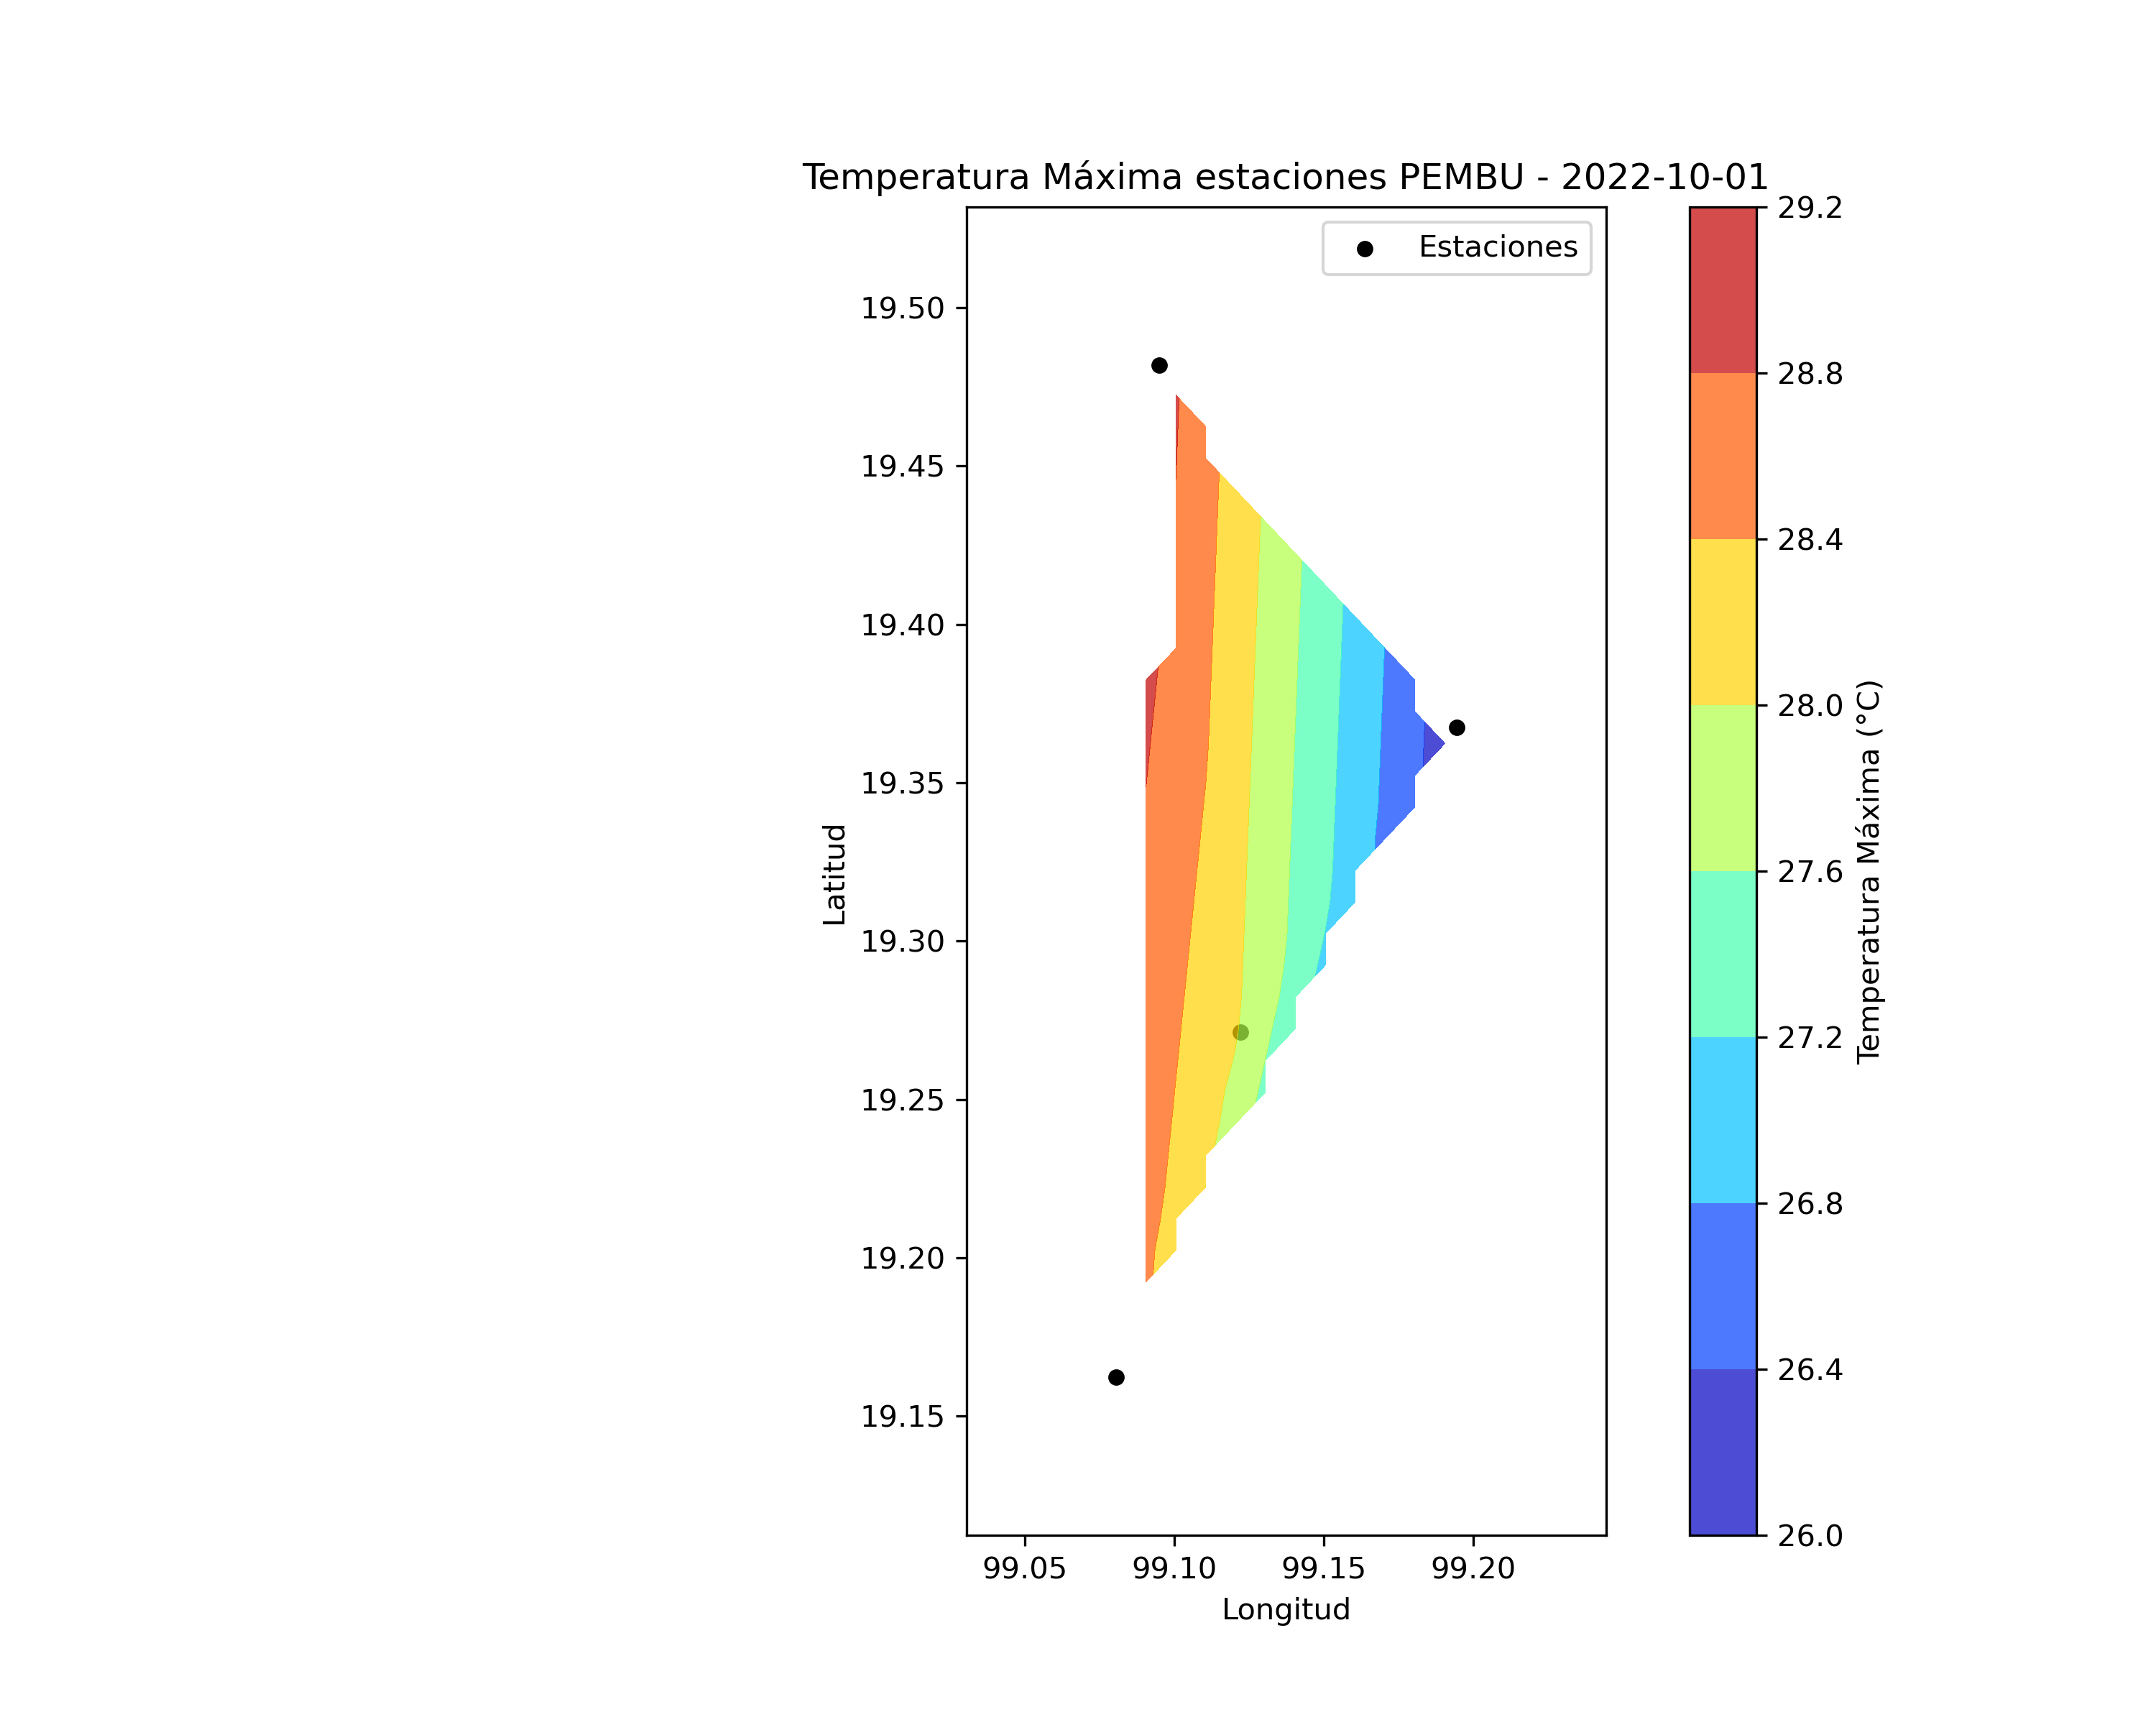 Temperatura Máxima estaciones PEMBU - 2022-10-01
Estaciones
19.50
19.45
19.40
19.35
19.30
19.25
19.20
19.15
Latitud
99.05 99.10 99.15 99.20
Longitud
29.2
28.8
28.4
28.0
27.6
27.2
26.8
26.4
26.0
Temperatura Máxima (°C)